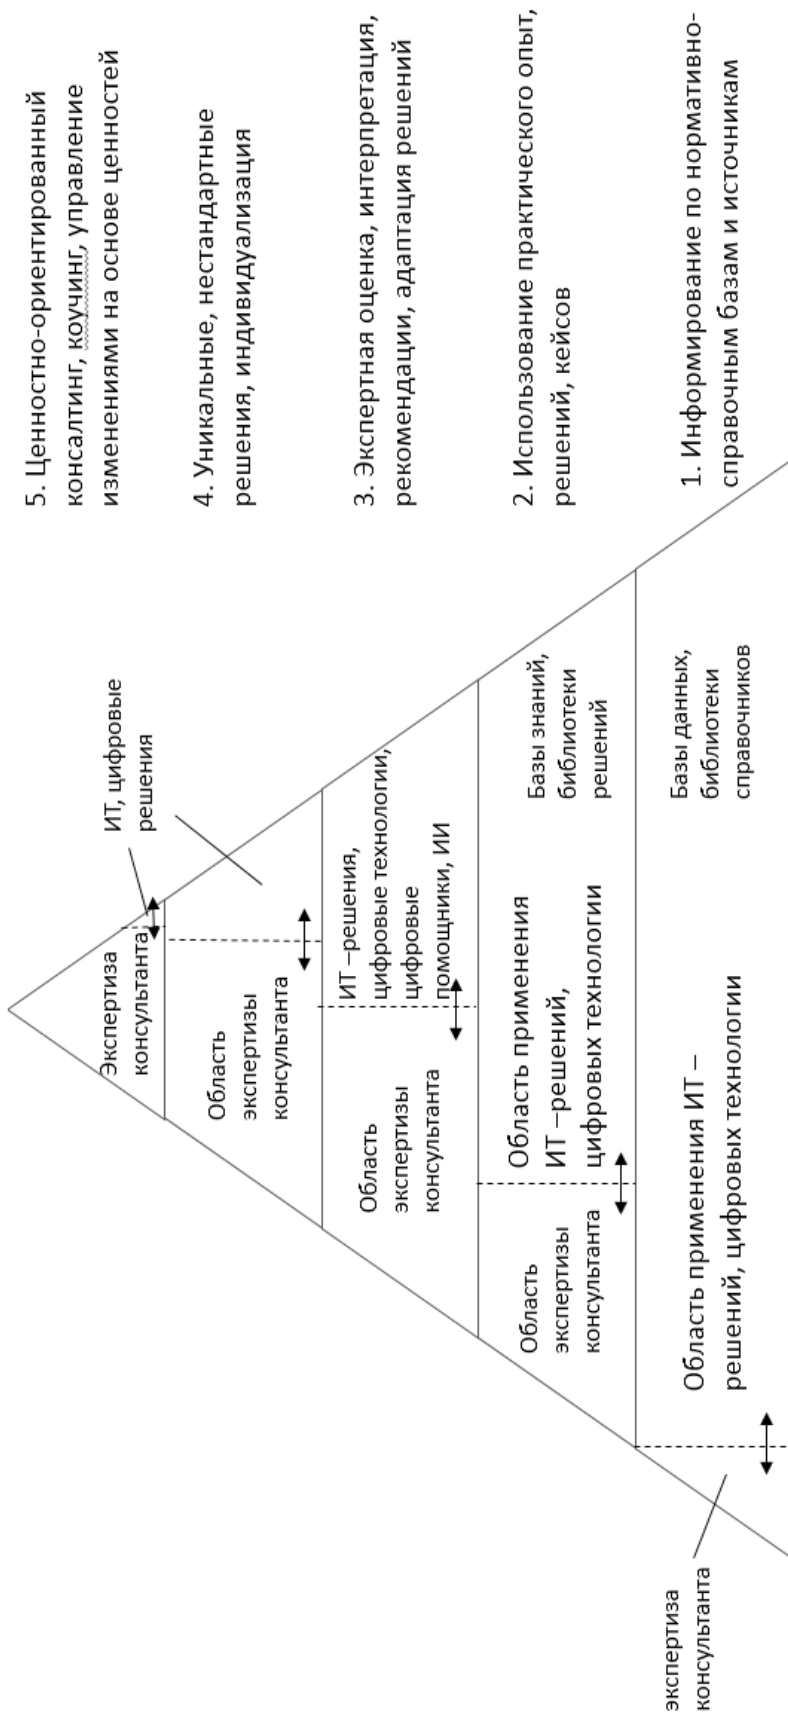 5. Ценностно-ориентированный
консалтинг, коучинг, управление
изменениями на основе ценностей
4. Уникальные, нестандартные
решения, индивидуализация
3. Экспертная оценка, интерпретация,
рекомендации, адаптация решений
2. Использование практического опыт,
решений, кейсов
1. Информирование по нормативно-
справочным базам и источникам
ИТ, цифровые
решения
Экспертиза
консультанта
Область
экспертизы
консультанта
Область
экспертизы
консультанта
ИТ –решения,
цифровые технологии,
цифровые
помощники, ИИ
Область
экспертизы
консультанта
Область применения
ИТ –решений,
цифровых технологии
Базы знаний,
библиотеки
решений
экспертиза
консультанта
Область применения ИТ –
решений, цифровых технологии
Базы данных,
библиотеки
справочников